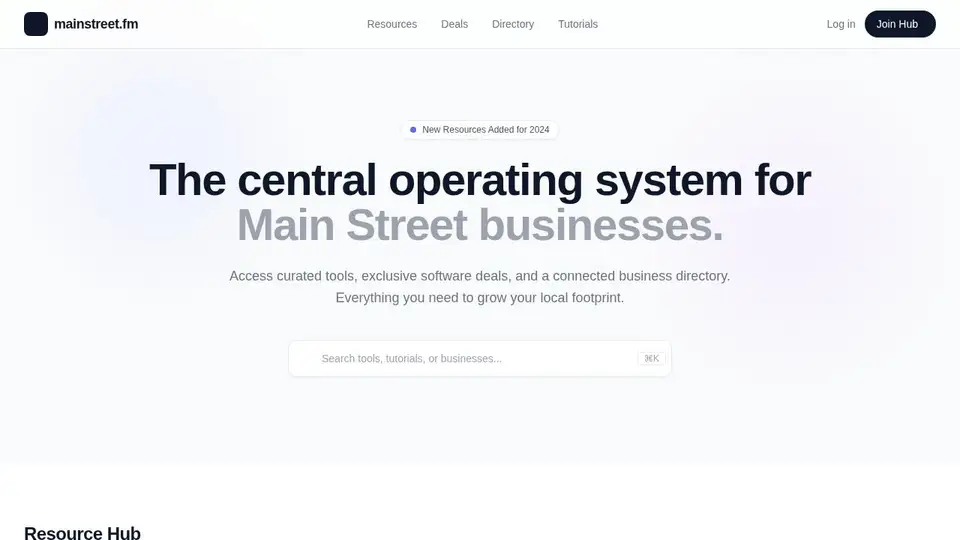 mainstreet.fm
Resources
Deals
Directory
Tutorials
Log in
Join Hub
New Resources Added for 2024
The central operating system for
Main Street businesses.
Access curated tools, exclusive software deals, and a connected business directory.
Everything you need to grow your local footprint.
Search tools, tutorials, or businesses...
⌘K
Resource Hub